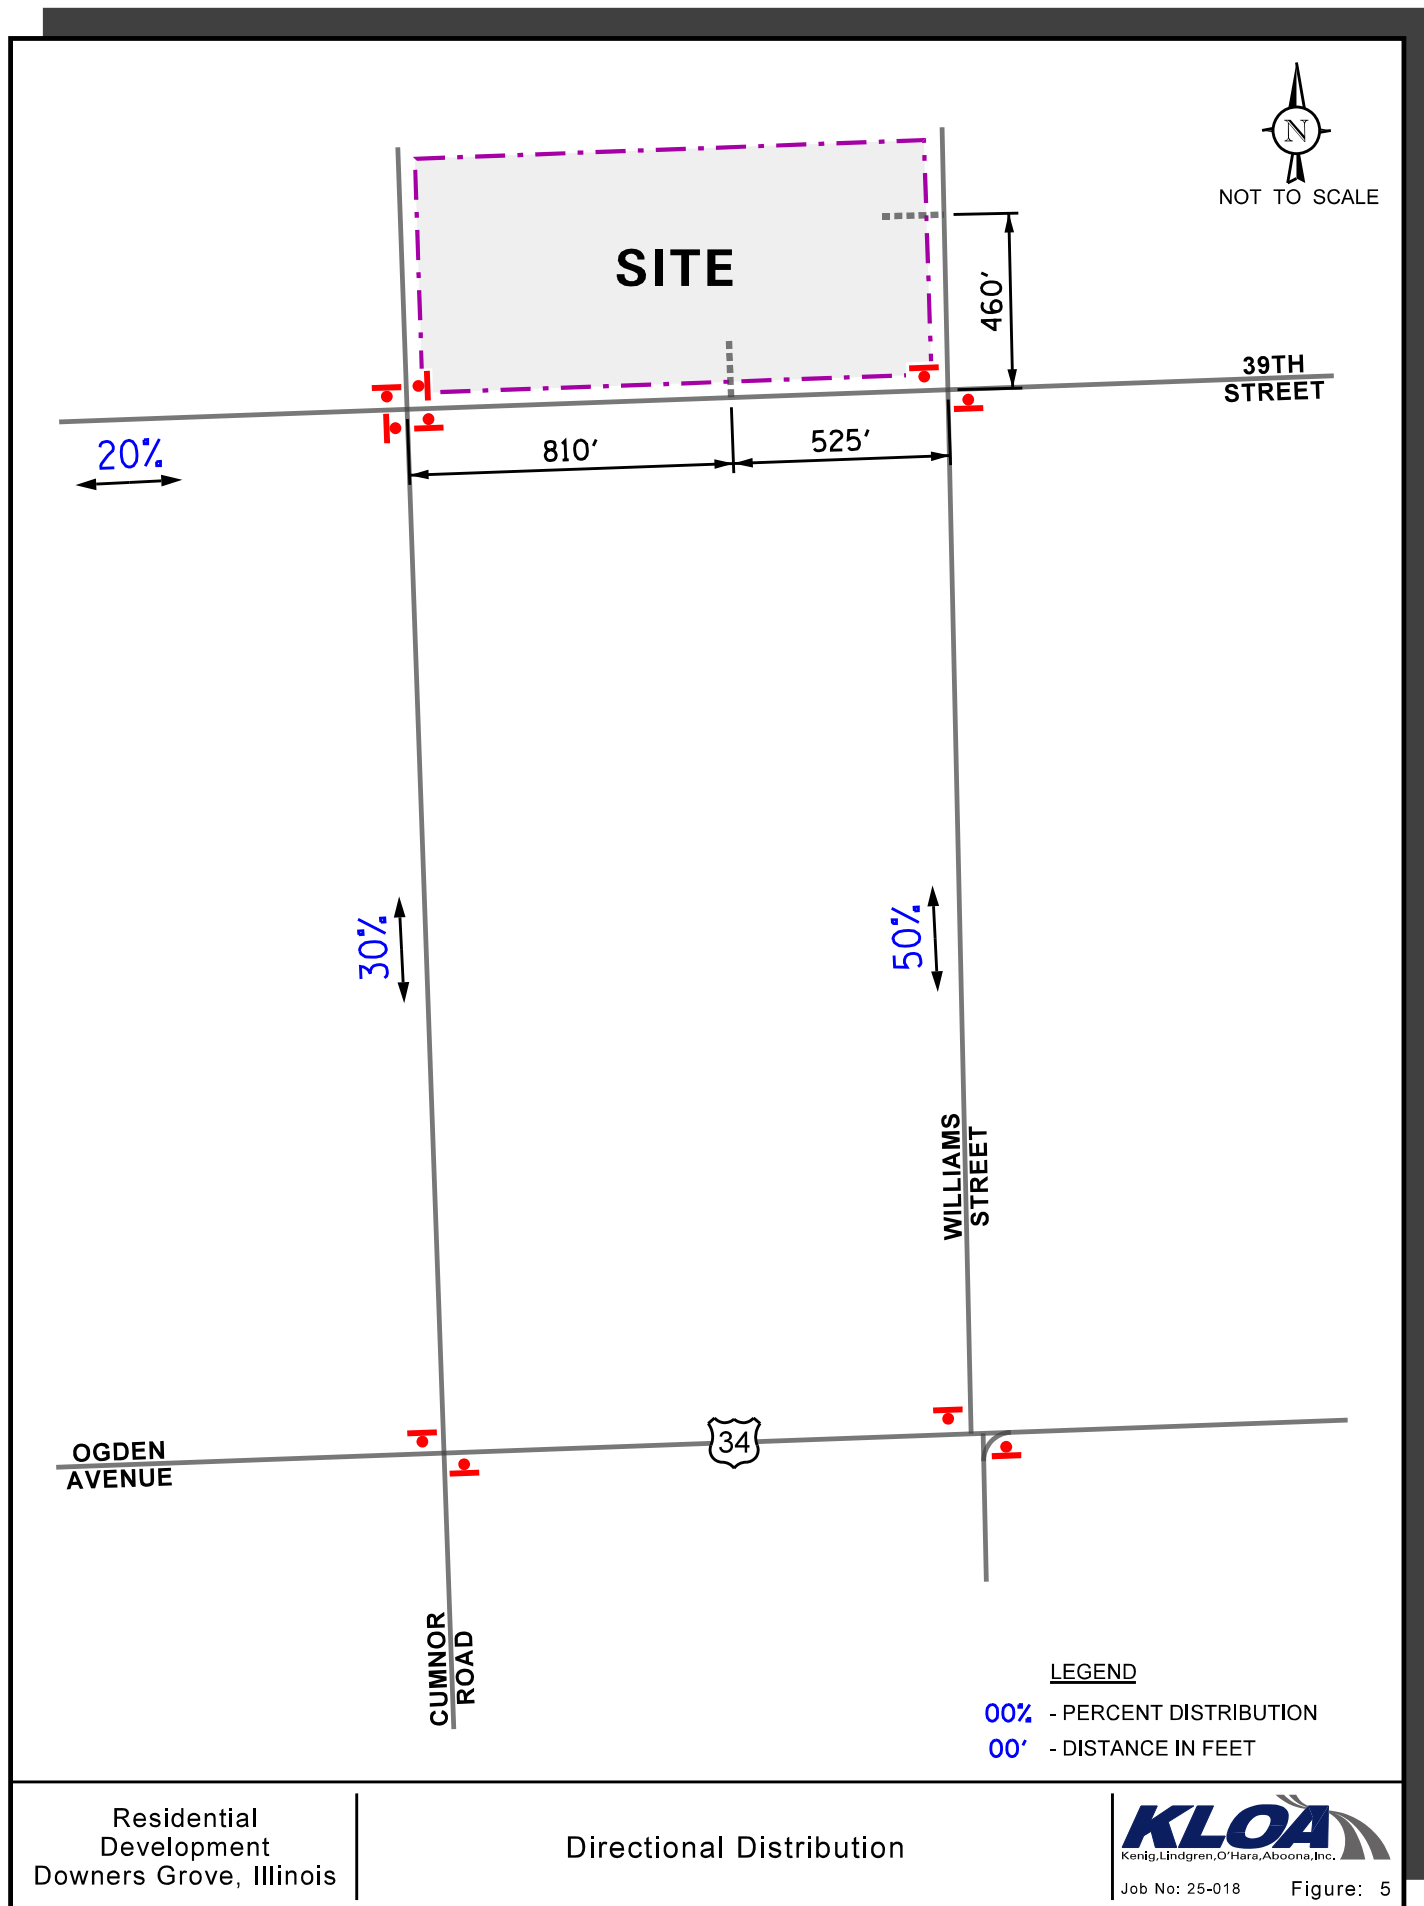 N
NOT TO SCALE
SITE
460'
39TH
STREET
20%
810'
525'
30%
50%
WILLIAMS
STREET
OGDEN
AVENUE
34
CUMNOR
ROAD
LEGEND
00% - PERCENT DISTRIBUTION
00' - DISTANCE IN FEET
Residential
Development
Downers Grove, Illinois
Directional Distribution
KLOA
Kenig,Lindgren,O'Hara,Aboona,Inc.
Job No: 25-018
Figure: 5